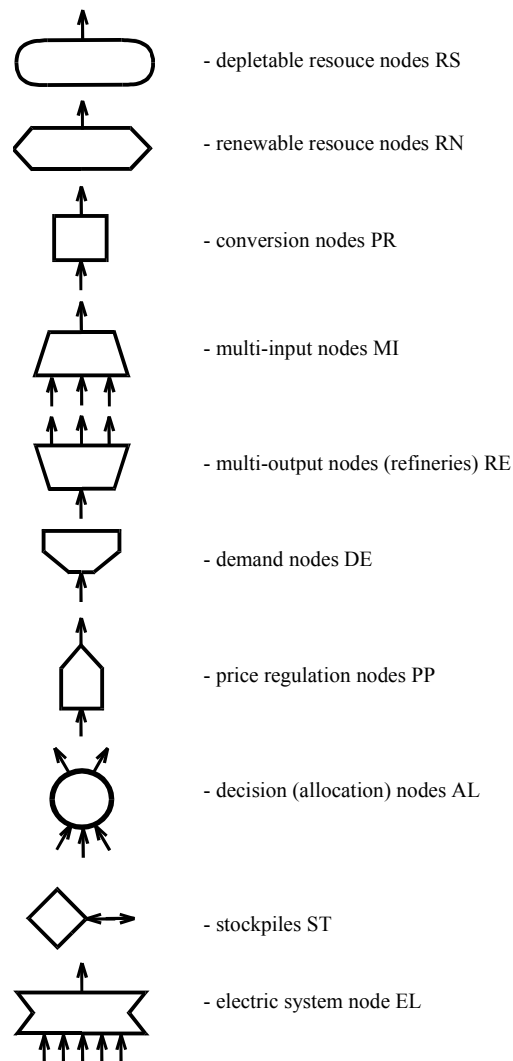 - depletable resouce nodes RS
- renewable resouce nodes RN
- conversion nodes PR
- multi-input nodes MI
- multi-output nodes (refineries) RE
- demand nodes DE
- price regulation nodes PP
- decision (allocation) nodes AL
- stockpiles ST
- electric system node EL